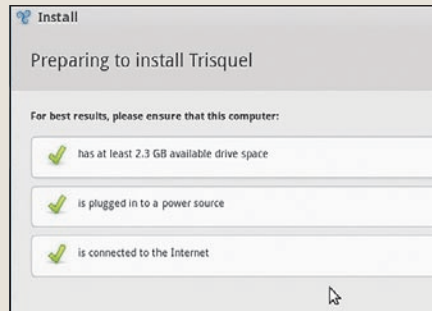 Install
Preparing to install Trisquel
For best results, please ensure that this computer:
has at least 2.3 GB available drive space
is plugged in to a power source
is connected to the Internet